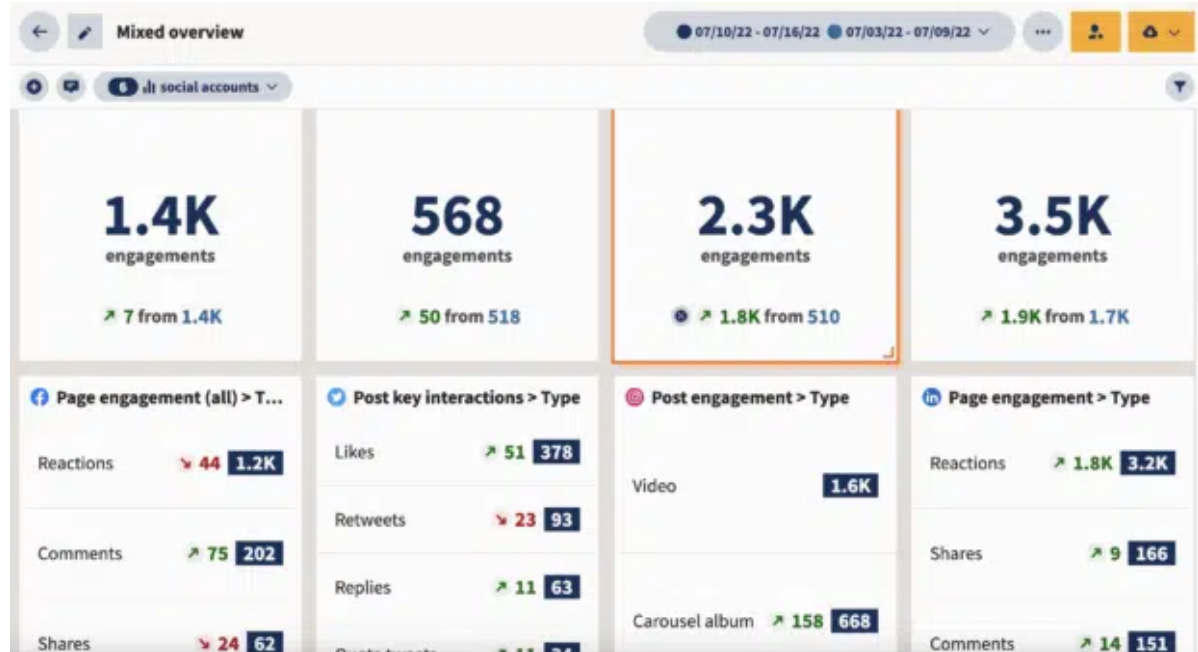 Mixed overview
07/10/22 - 07/16/22 07/03/22 - 07/09/22
6 social accounts
1.4K
engagements
7 from 1.4K
568
engagements
50 from 518
2.3K
engagements
1.8K from 510
3.5K
engagements
1.9K from 1.7K
Page engagement (all) > T...
Reactions 44 1.2K
Comments 75 202
Shares 24 62
Post key interactions > Type
Likes 51 378
Retweets 23 93
Replies 11 63
Quote tweets
Post engagement > Type
Video 1.6K
Carousel album 158 668
in Page engagement > Type
Reactions 1.8K 3.2K
Shares 9 166
Comments 14 151